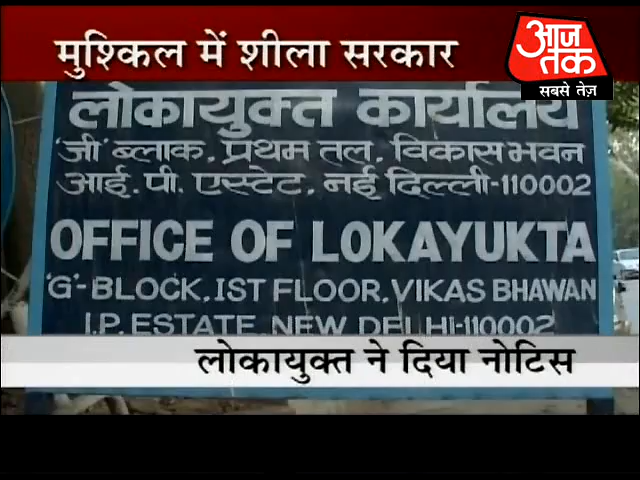 मुश्किल में शीला सरकार
आज
तक
सबसे तेज़
लोकायुक्त कार्यालय
'जी' ब्लाक, प्रथम तल, विकास भवन
आई. पी. एस्टेट, नई दिल्ली-110002
OFFICE OF LOKAYUKTA
'G'-BLOCK, IST FLOOR, VIKAS BHAWAN
I.P. ESTATE, NEW DELHI-110002
लोकायुक्त ने दिया नोटिस